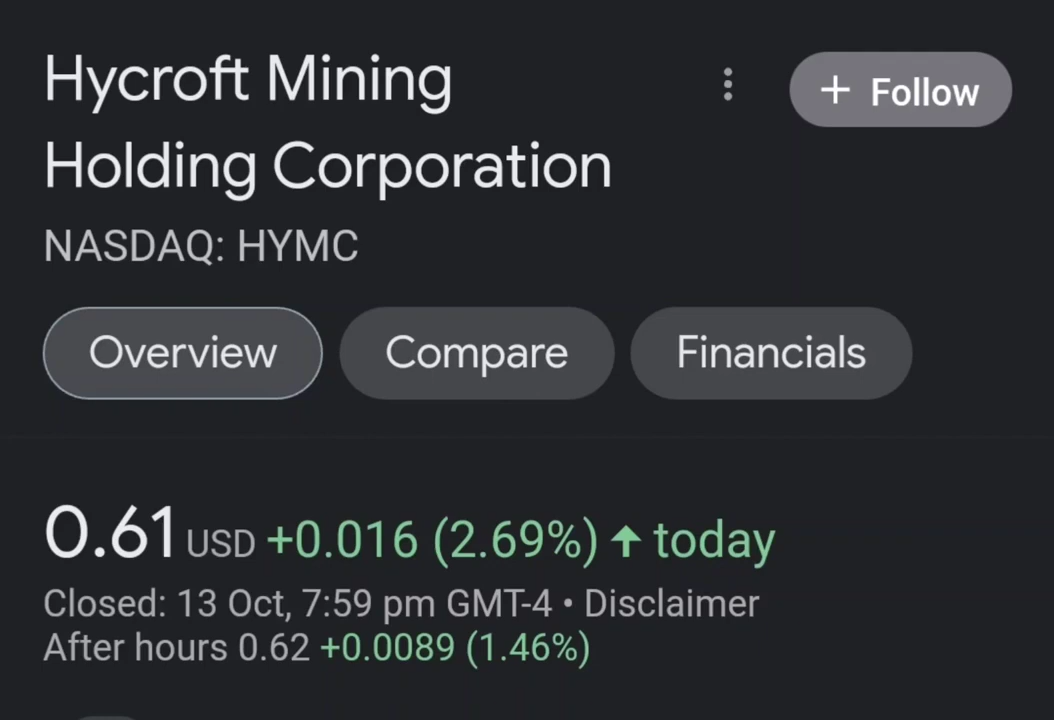 Hycroft Mining
Holding Corporation
+ Follow
NASDAQ: HYMC
Overview
Compare
Financials
0.61 USD +0.016 (2.69%) ↑ today
Closed: 13 Oct, 7:59 pm GMT-4 • Disclaimer
After hours 0.62 +0.0089 (1.46%)